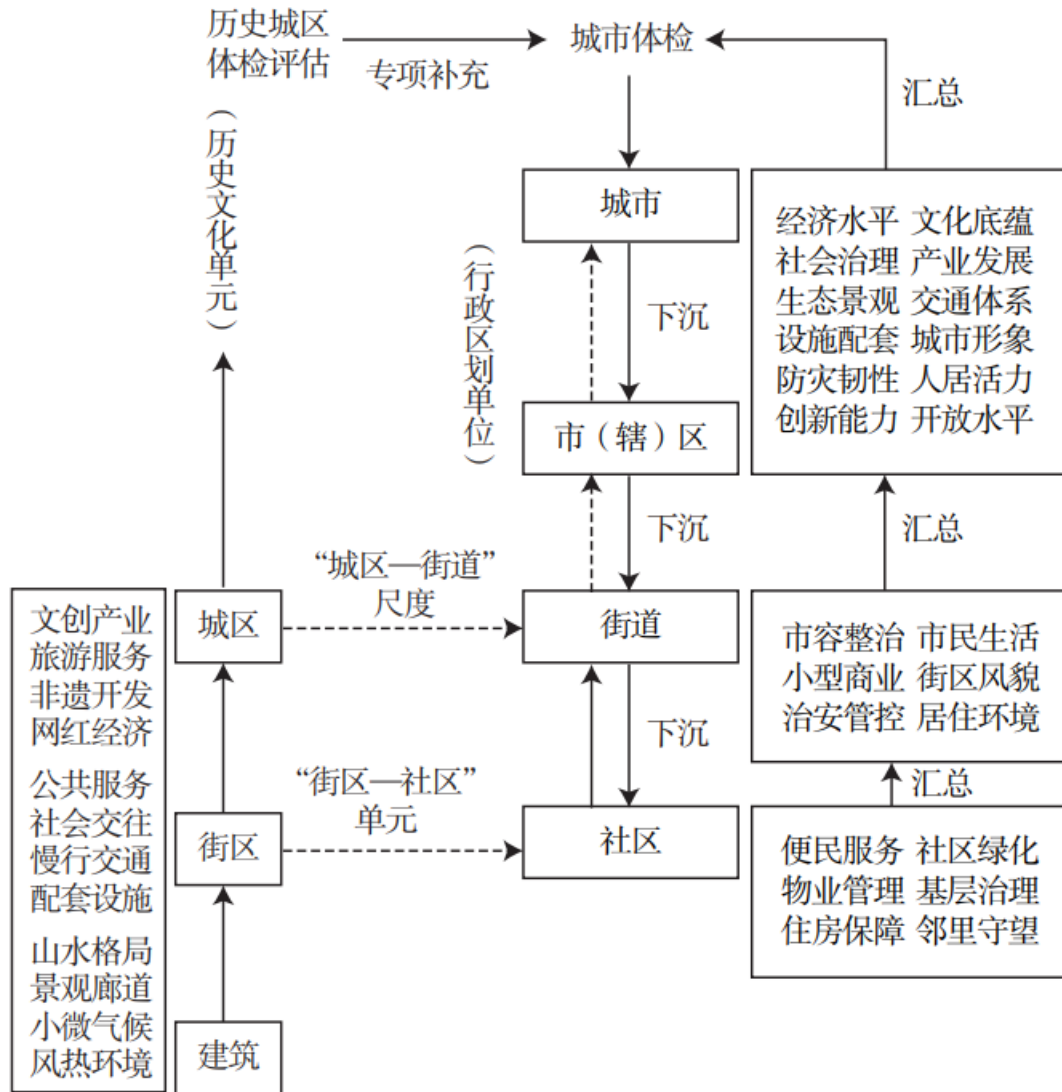 历史城区
体检评估
专项补充
城市体检
汇总
(历史文化单元)
(行政区划单位)
城市
下沉
市（辖）区
下沉
“城区—街道”
尺度
城区
街道
下沉
“街区—社区”
单元
街区
社区
建筑
文创产业
旅游服务
非遗开发
网红经济
公共服务
社会交往
慢行交通
配套设施
山水格局
景观廊道
小微气候
风热环境
经济水平 文化底蕴
社会治理 产业发展
生态景观 交通体系
设施配套 城市形象
防灾韧性 人居活力
创新能力 开放水平
汇总
市容整治 市民生活
小型商业 街区风貌
治安管控 居住环境
汇总
便民服务 社区绿化
物业管理 基层治理
住房保障 邻里守望